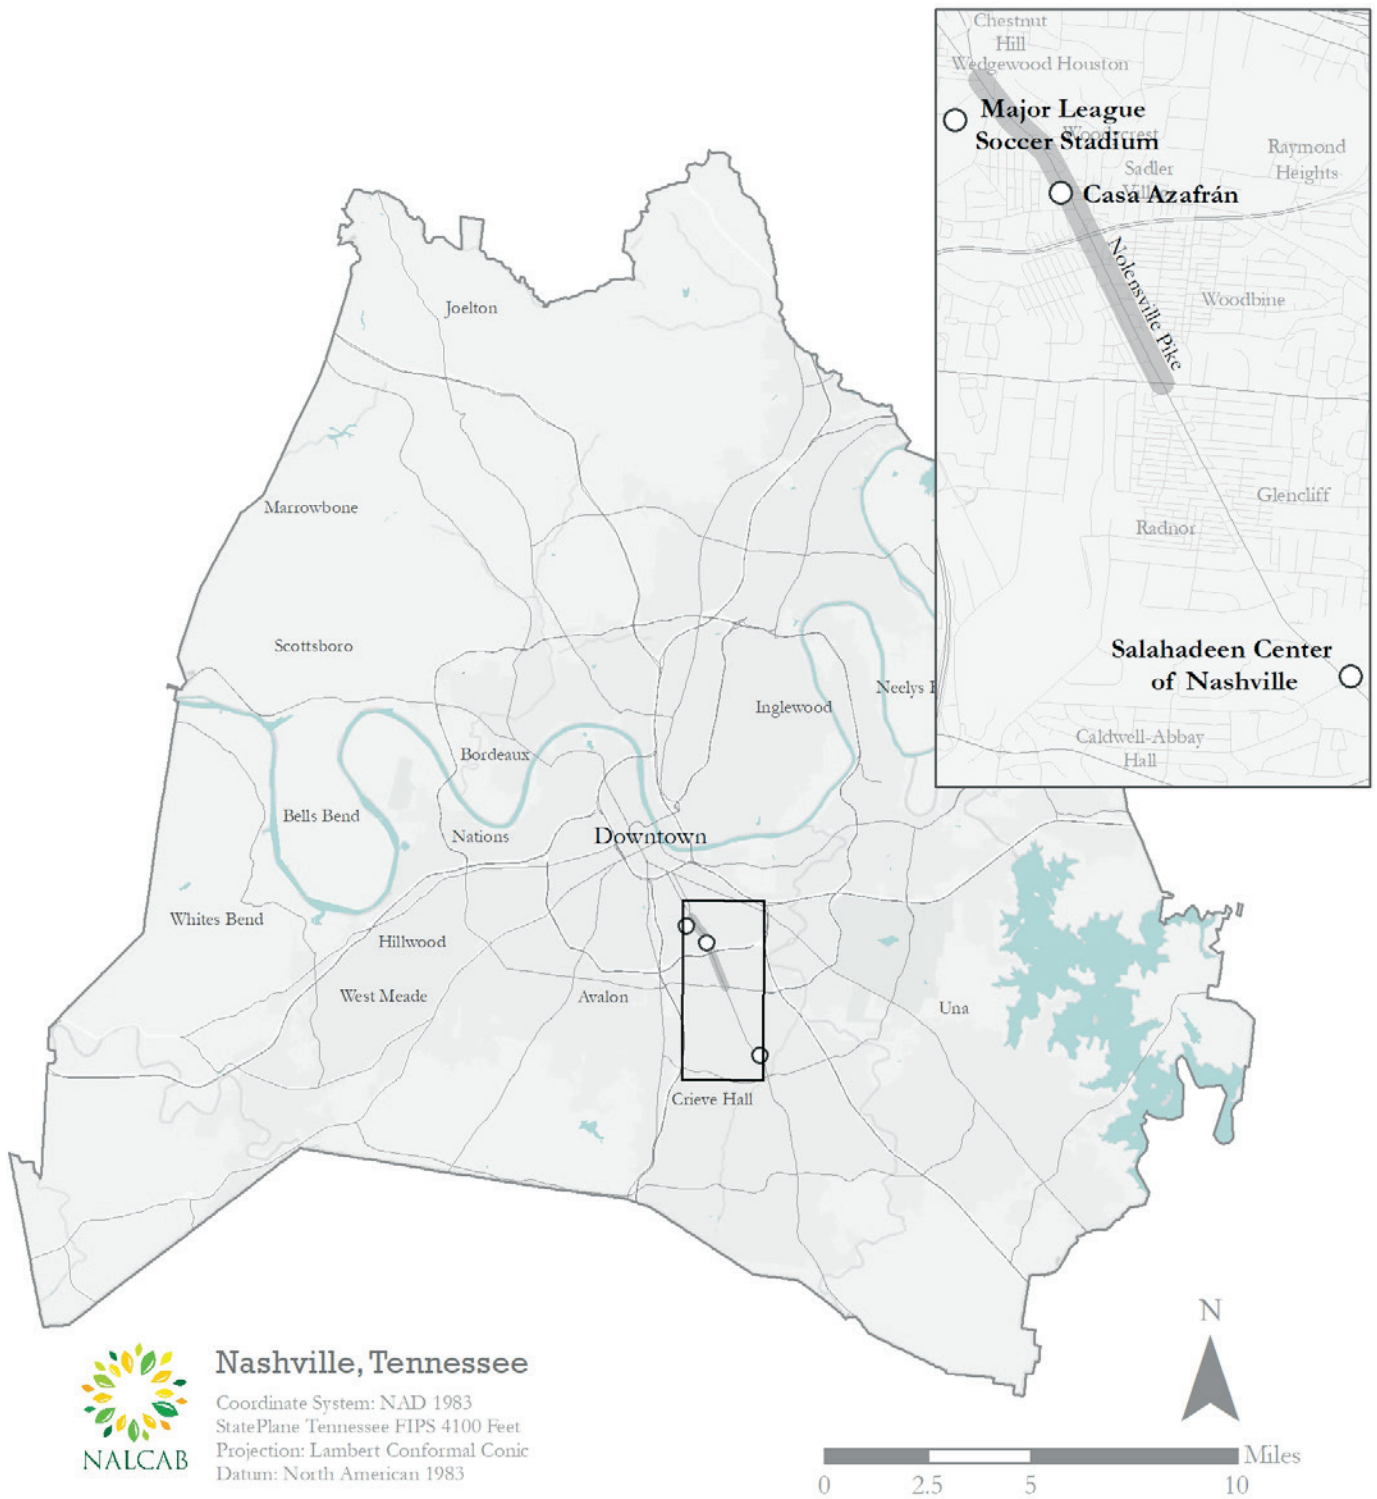 Chestnut
Hill
Wedgewood Houston
Major League
Soccer Stadium
Woodycrest
Raymond
Heights
Sadler
Casa Azafrán
Nolensville Pike
Woodbine
Glencliff
Radnor
Salahadeen Center
of Nashville
Caldwell-Abbay
Hall
Joelton
Marrowbone
Scottsboro
Neelys
Inglewood
Bordeaux
Bells Bend
Nations
Downtown
Whites Bend
Hillwood
West Meade
Avalon
Una
Crieve Hall
N
Nashville, Tennessee
Coordinate System: NAD 1983
StatePlane Tennessee FIPS 4100 Feet
Projection: Lambert Conformal Conic
Datum: North American 1983
NALCAB
Miles
0 2.5 5 10